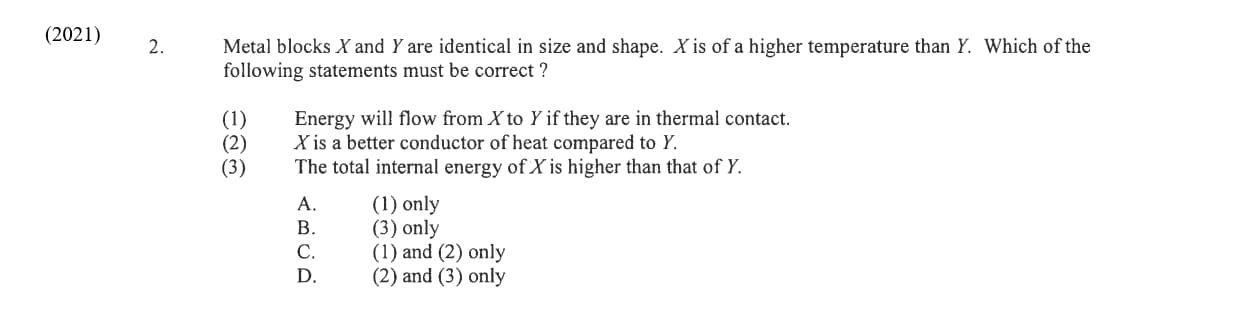 (2021)
2. Metal blocks X and Y are identical in size and shape. X is of a higher temperature than Y. Which of the
following statements must be correct ?
(1) Energy will flow from X to Y if they are in thermal contact.
(2) X is a better conductor of heat compared to Y.
(3) The total internal energy of X is higher than that of Y.
A. (1) only
B. (3) only
C. (1) and (2) only
D. (2) and (3) only